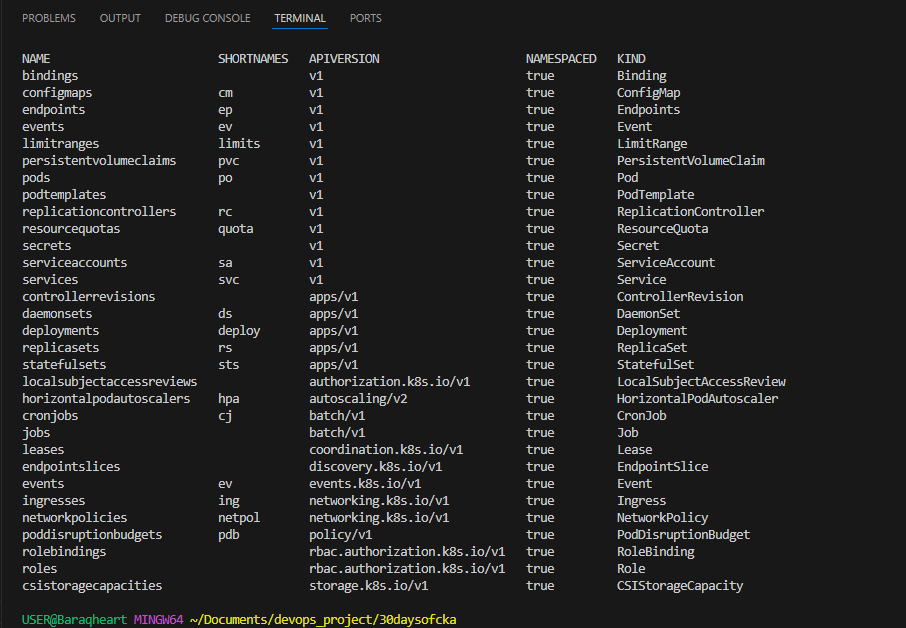 PROBLEMS OUTPUT DEBUG CONSOLE TERMINAL PORTS
NAME SHORTNAMES APIVERSION NAMESPACED KIND
bindings v1 true Binding
configmaps cm v1 true ConfigMap
endpoints ep v1 true Endpoints
events ev v1 true Event
limitranges limits v1 true LimitRange
persistentvolumeclaims pvc v1 true PersistentVolumeClaim
pods po v1 true Pod
podtemplates v1 true PodTemplate
replicationcontrollers rc v1 true ReplicationController
resourcequotas quota v1 true ResourceQuota
secrets v1 true Secret
serviceaccounts sa v1 true ServiceAccount
services svc v1 true Service
controllerrevisions apps/v1 true ControllerRevision
daemonsets ds apps/v1 true DaemonSet
deployments deploy apps/v1 true Deployment
replicasets rs apps/v1 true ReplicaSet
statefulsets sts apps/v1 true StatefulSet
localsubjectaccessreviews authorization.k8s.io/v1 true LocalSubjectAccessReview
horizontalpodautoscalers hpa autoscaling/v2 true HorizontalPodAutoscaler
cronjobs cj batch/v1 true CronJob
jobs batch/v1 true Job
leases coordination.k8s.io/v1 true Lease
endpointslices discovery.k8s.io/v1 true EndpointSlice
events ev events.k8s.io/v1 true Event
ingresses ing networking.k8s.io/v1 true Ingress
networkpolicies netpol networking.k8s.io/v1 true NetworkPolicy
poddisruptionbudgets pdb policy/v1 true PodDisruptionBudget
rolebindings rbac.authorization.k8s.io/v1 true RoleBinding
roles rbac.authorization.k8s.io/v1 true Role
csistoragecapacities storage.k8s.io/v1 true CSIStorageCapacity
USER@Baraqheart MINGW64 ~/Documents/devops_project/30daysofcka